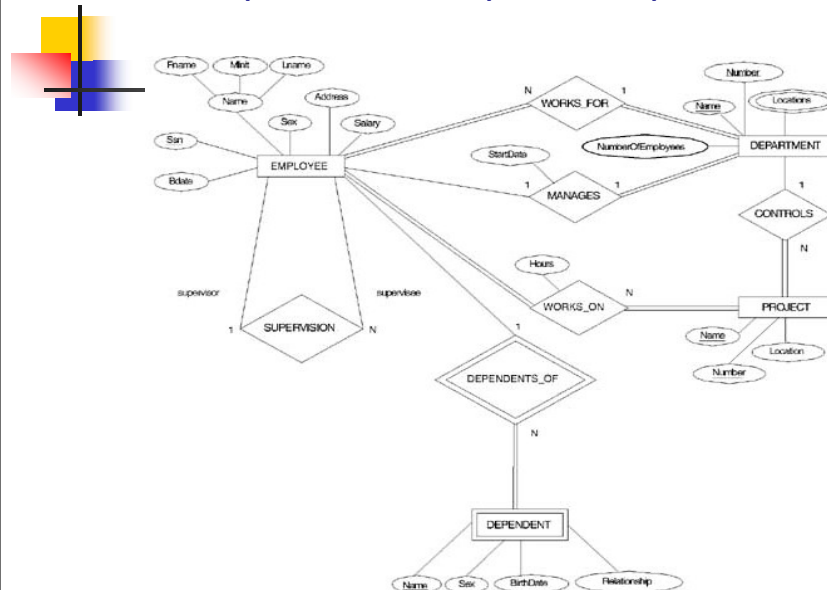 Fname
Minit
Lname
Number
Name
Address
N
1
WORKS_FOR
Name
Locations
Sex
Salary
Ssn
StartDate
NumberOfEmployees
DEPARTMENT
EMPLOYEE
Bdate
1
MANAGES
1
1
CONTROLS
N
Hours
supervisor
supervisee
N
WORKS_ON
PROJECT
1
SUPERVISION
N
1
Name
Location
Number
DEPENDENTS_OF
N
DEPENDENT
Name
Sex
BirthDate
Relationship